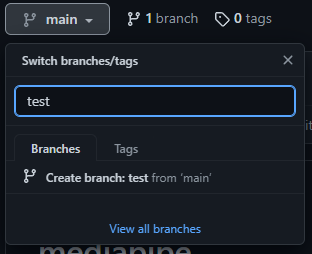 main 1 branch 0 tags
Switch branches/tags
test
Branches Tags
Create branch: test from 'main'
View all branches
mediapipe